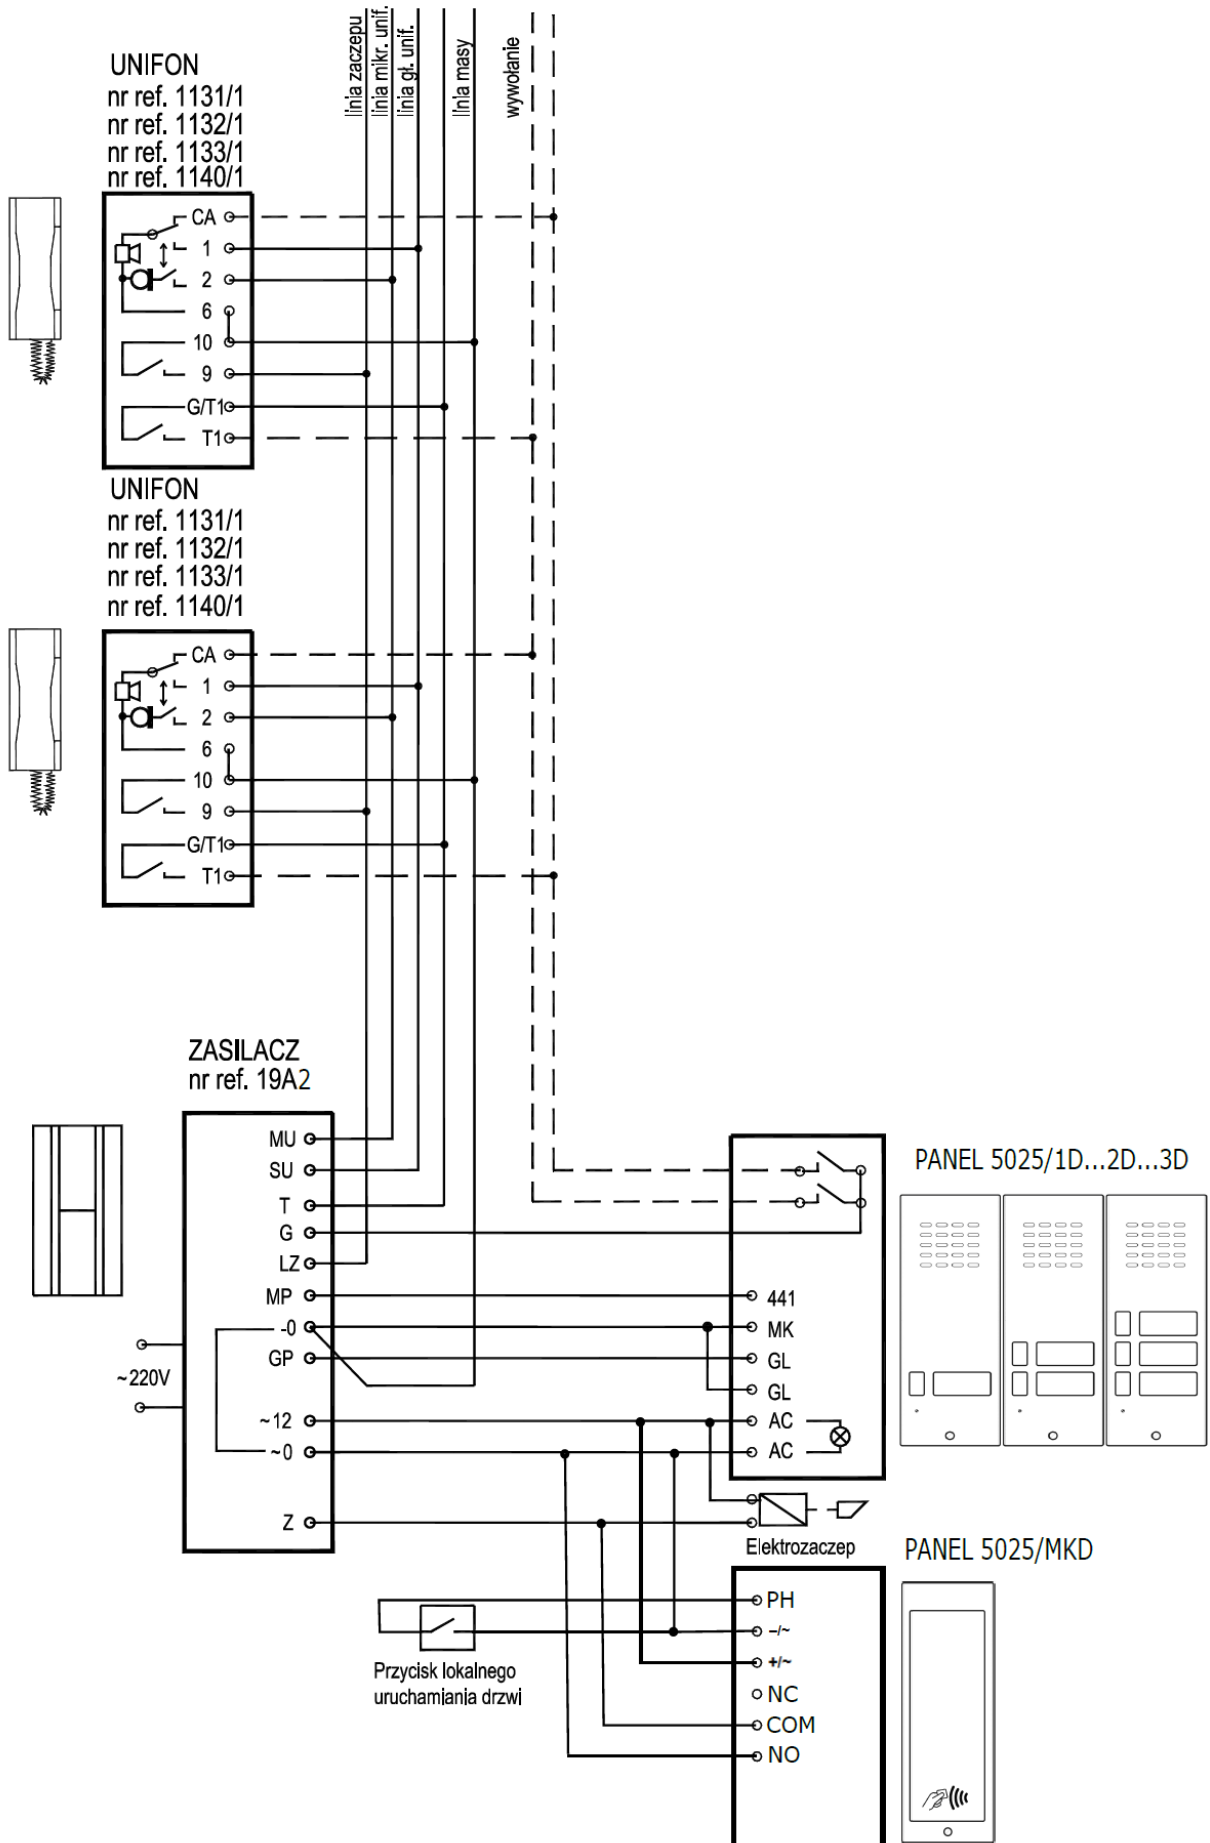 linia zaczepu
linia mikr. unif.
linia gł. unif.
linia masy
wywołanie
UNIFON
nr ref. 1131/1
nr ref. 1132/1
nr ref. 1133/1
nr ref. 1140/1
CA
1
2
6
10
9
G/T1
T1
UNIFON
nr ref. 1131/1
nr ref. 1132/1
nr ref. 1133/1
nr ref. 1140/1
CA
1
2
6
10
9
G/T1
T1
ZASILACZ
nr ref. 19A2
MU
SU
T
G
LZ
MP
-0
GP
~12
~0
Z
~220V
PANEL 5025/1D...2D...3D
441
MK
GL
GL
AC
AC
Elektrozaczep
PANEL 5025/MKD
PH
–/~
+/~
NC
COM
NO
Przycisk lokalnego
uruchamiania drzwi